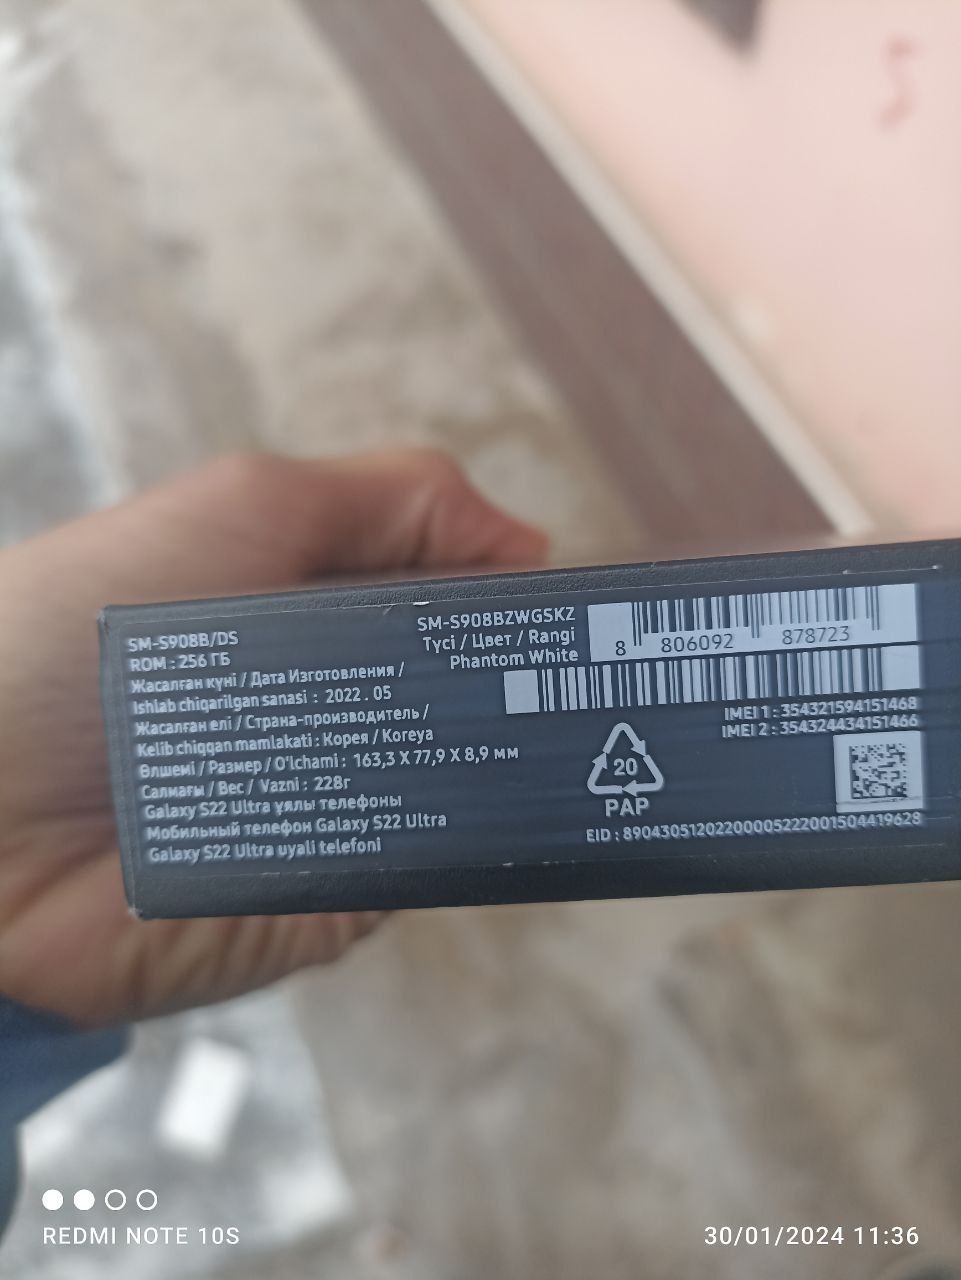 SM-S908B/DS
ROM : 256 ГБ
Жасалған күні / Дата Изготовления /
Ishlab chiqarilgan sanasi : 2022 . 05
Жасалған елі / Страна-производитель /
Kelib chiqqan mamlakati : Корея / Koreya
Өлшемі / Размер / O'lchami : 163,3 X 77,9 X 8,9 мм
Салмағы / Вес / Vazni : 228г
Galaxy S22 Ultra ұялы телефоны
Мобильный телефон Galaxy S22 Ultra
Galaxy S22 Ultra uyali telefoni
SM-S908BZWGSKZ
Түсі / Цвет / Rangi
Phantom White
8 806092 878723
IMEI 1 : 354321594151468
IMEI 2 : 354324434151466
20
PAP
EID : 89043051202200005222001504419628
REDMI NOTE 10S
30/01/2024 11:36